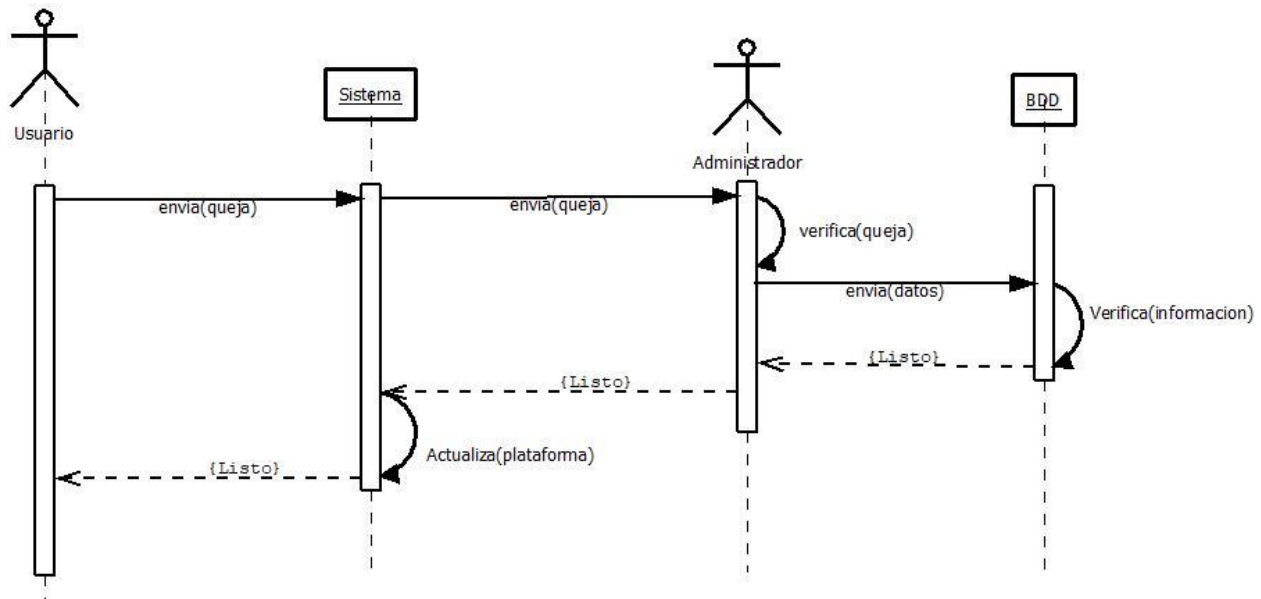 Usuario
Sistema
Administrador
BDD
envia(queja)
envia(queja)
verifica(queja)
envia(datos)
Verifica(informacion)
{Listo}
{Listo}
Actualiza(plataforma)
{Listo}